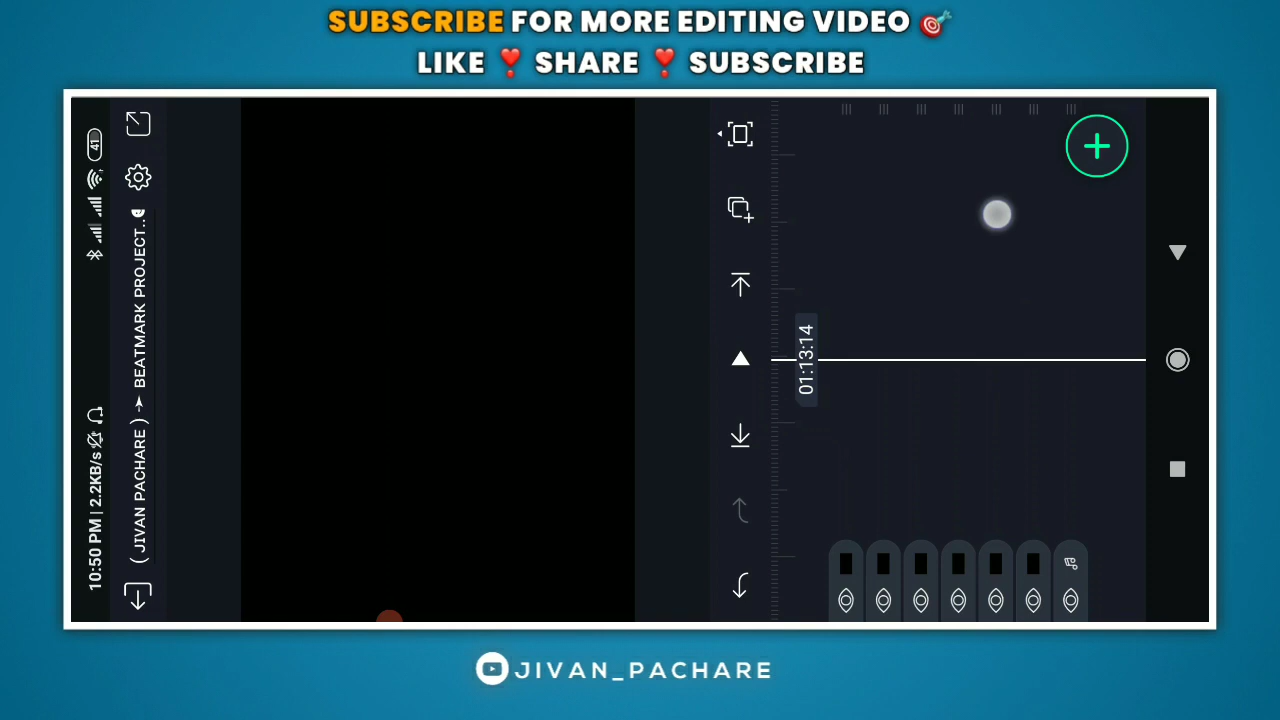 SUBSCRIBE FOR MORE EDITING VIDEO
LIKE SHARE SUBSCRIBE
10:50 PM | 2.2KB/s
41
( JIVAN PACHARE ) ➛ BEATMARK PROJECT..
01:13:14
JIVAN_PACHARE